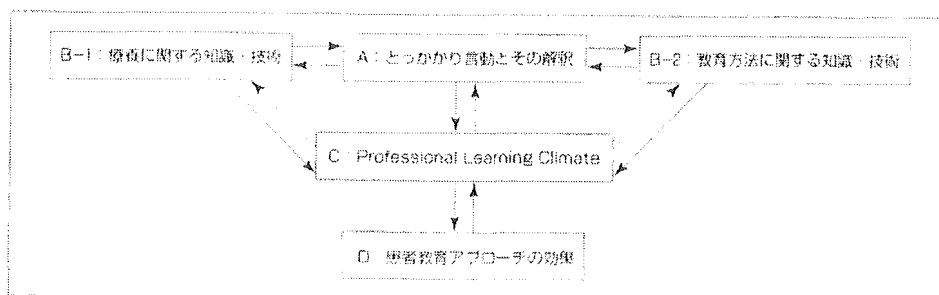 B-1：療養に関する知識・技術
A：とっかかり言動とその解釈
B-2：教育方法に関する知識・技術
C：Professional Learning Climate
D：患者教育アプローチの効果